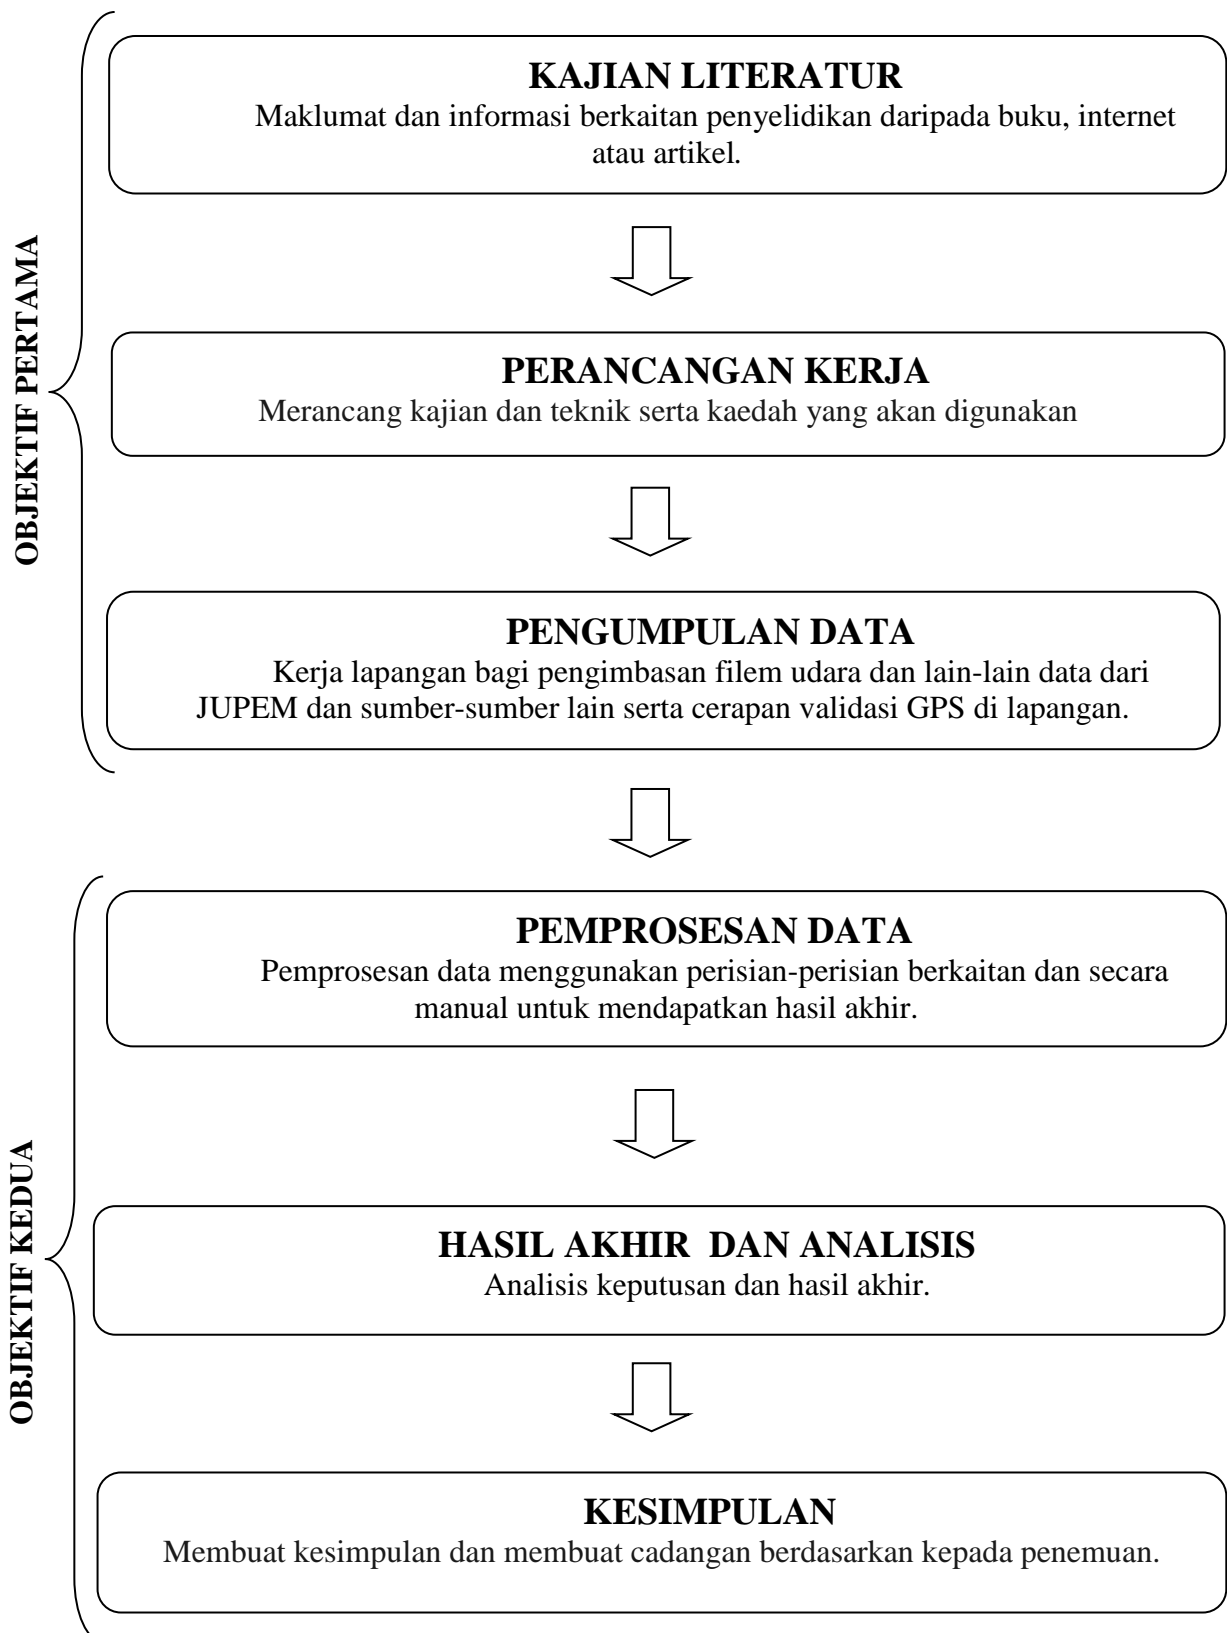 KAJIAN LITERATUR
Maklumat dan informasi berkaitan penyelidikan daripada buku, internet
atau artikel.
OBJEKTIF PERTAMA
PERANCANGAN KERJA
Merancang kajian dan teknik serta kaedah yang akan digunakan
PENGUMPULAN DATA
Kerja lapangan bagi pengimbasan filem udara dan lain-lain data dari
JUPEM dan sumber-sumber lain serta cerapan validasi GPS di lapangan.
PEMPROSESAN DATA
Pemprosesan data menggunakan perisian-perisian berkaitan dan secara
manual untuk mendapatkan hasil akhir.
OBJEKTIF KEDUA
HASIL AKHIR DAN ANALISIS
Analisis keputusan dan hasil akhir.
KESIMPULAN
Membuat kesimpulan dan membuat cadangan berdasarkan kepada penemuan.